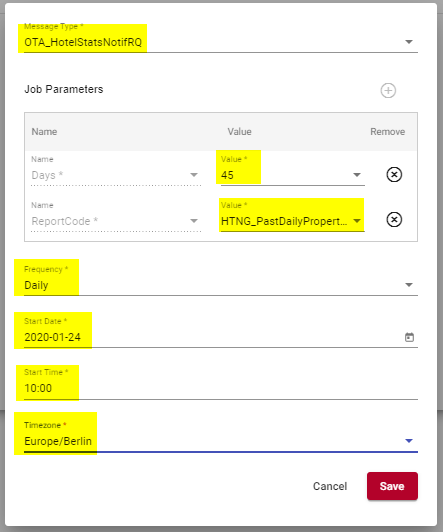 Message Type *
OTA_HotelStatsNotifRQ
Job Parameters
Name Value Remove
Name Value *
Days * 45
Name Value *
ReportCode * HTNG_PastDailyPropert...
Frequency *
Daily
Start Date *
2020-01-24
Start Time *
10:00
Timezone *
Europe/Berlin
Cancel Save